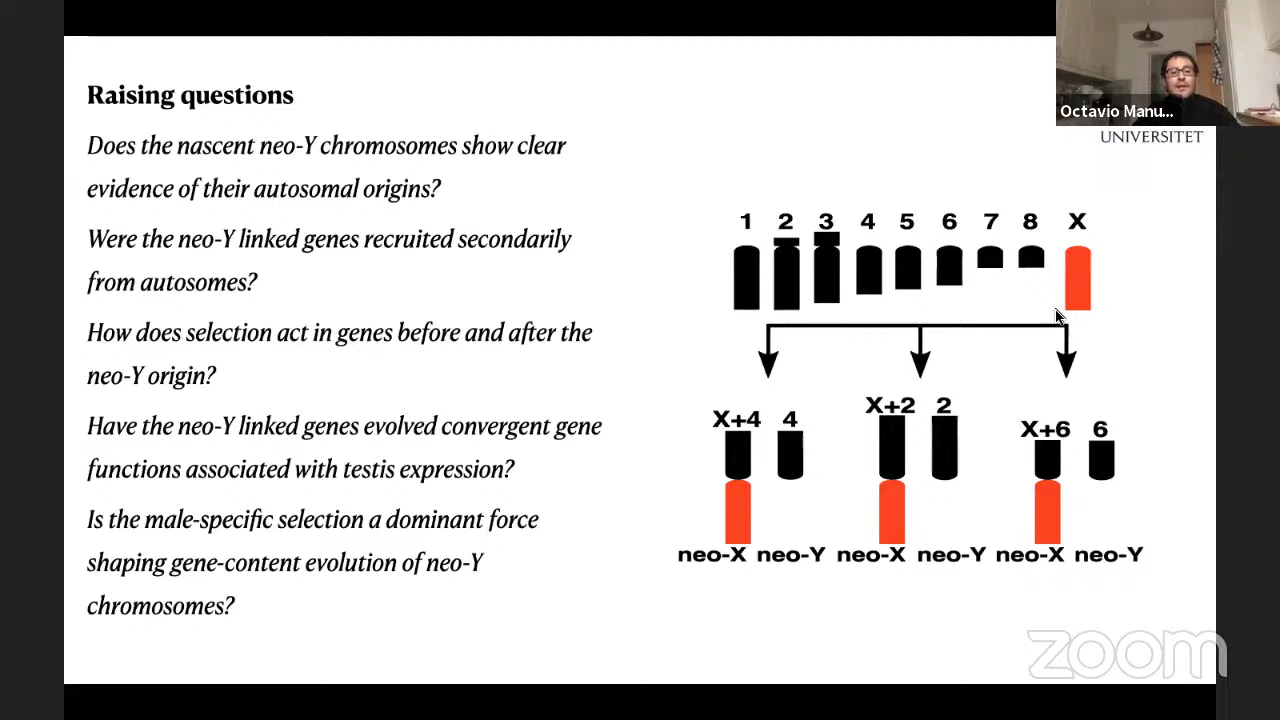 Raising questions
Does the nascent neo-Y chromosomes show clear
evidence of their autosomal origins?
Were the neo-Y linked genes recruited secondarily
from autosomes?
How does selection act in genes before and after the
neo-Y origin?
Have the neo-Y linked genes evolved convergent gene
functions associated with testis expression?
Is the male-specific selection a dominant force
shaping gene-content evolution of neo-Y
chromosomes?
Octavio Manu...
UNIVERSITET
1 2 3 4 5 6 7 8 X
X+4 4 X+2 2 X+6 6
neo-X neo-Y neo-X neo-Y neo-X neo-Y
zoom